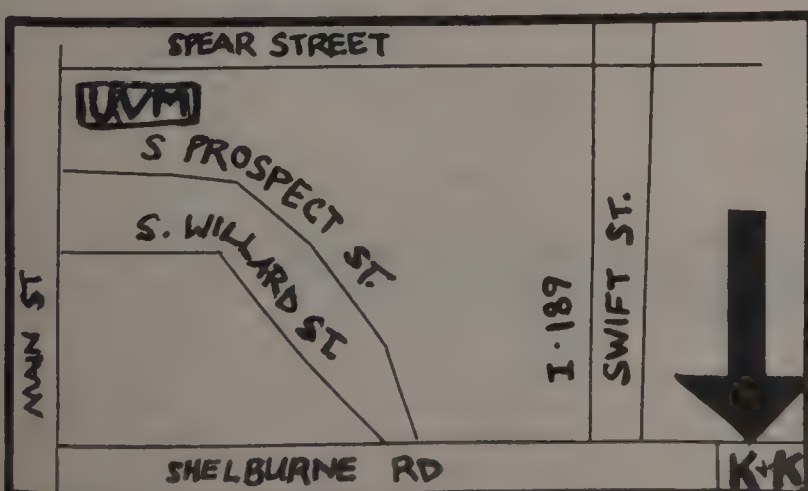 SPEAR STREET
UVM
S PROSPECT ST.
S. WILLARD ST.
MAIN ST
I-189
SWIFT ST.
SHELBURNE RD
K+K